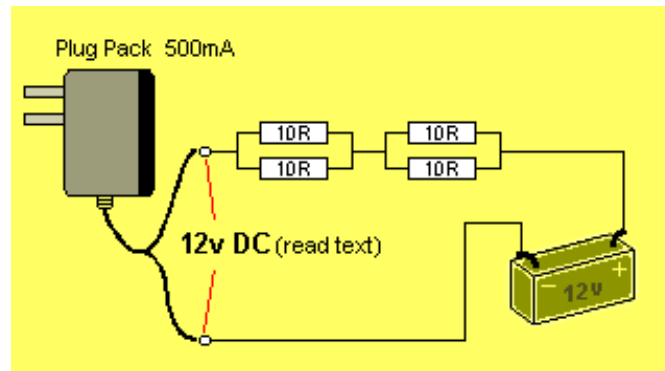 Plug Pack 500mA
10R 10R
10R 10R
12v DC (read text)
- +
12V